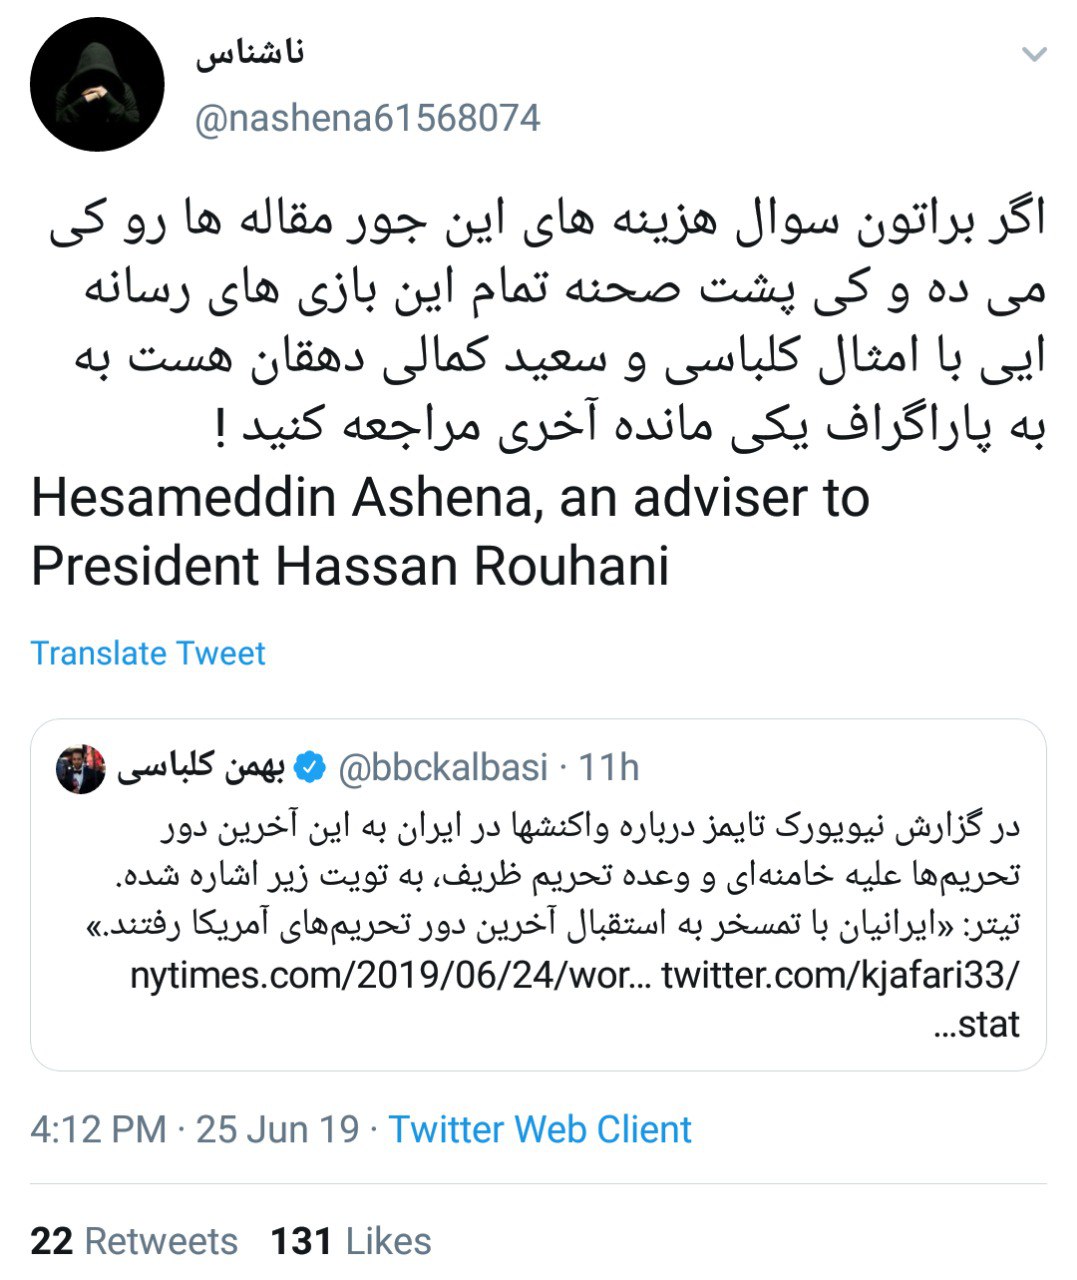 ناشناس
@nashena61568074
اگر براتون سوال هزینه های این جور مقاله ها رو کی
می ده و کی پشت صحنه تمام این بازی های رسانه
ایی با امثال کلباسی و سعید کمالی دهقان هست به
به پاراگراف یکی مانده آخری مراجعه کنید !
Hesameddin Ashena, an adviser to
President Hassan Rouhani
Translate Tweet
بهمن کلباسی @bbckalbasi · 11h
در گزارش نیویورک تایمز درباره واکنشها در ایران به این آخرین دور
تحریم‌ها علیه خامنه‌ای و وعده تحریم ظریف، به تویت زیر اشاره شده.
تیتر: «ایرانیان با تمسخر به استقبال آخرین دور تحریم‌های آمریکا رفتند.»
nytimes.com/2019/06/24/wor… twitter.com/kjafari33/
stat…
4:12 PM · 25 Jun 19 · Twitter Web Client
22 Retweets 131 Likes